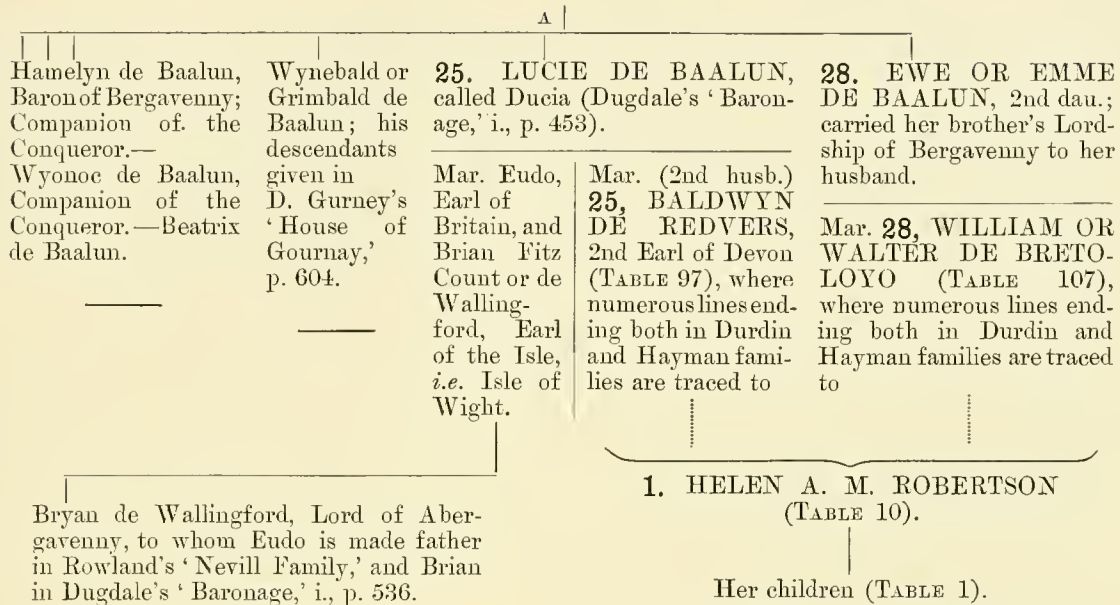 A
Hamelyn de Baalun,
Baron of Bergavenny;
Companion of. the
Conqueror.—
Wyonoc de Baalun,
Companion of the
Conqueror.—Beatrix
de Baalun.
Wynebald or
Grimbald de
Baalun; his
descendants
given in
D. Gurney's
‘House of
Gournay,’
p. 604.
25. LUCIE DE BAALUN,
called Ducia (Dugdale's ‘Baron-
age,’ i., p. 453).
Mar. Eudo,
Earl of
Britain, and
Brian Fitz
Count or de
Walling-
ford, Earl
of the Isle,
i.e. Isle of
Wight.
Mar. (2nd husb.)
25, BALDWYN
DE REDVERS,
2nd Earl of Devon
(TABLE 97), where
numerous lines end-
ing both in Durdin
and Hayman fami-
lies are traced to
28. EWE OR EMME
DE BAALUN, 2nd dau.;
carried her brother's Lord-
ship of Bergavenny to her
husband.
Mar. 28, WILLIAM OR
WALTER DE BRETO-
LOYO (TABLE 107),
where numerous lines end-
ing both in Durdin and
Hayman families are traced
to
Bryan de Wallingford, Lord of Aber-
gavenny, to whom Eudo is made father
in Rowland's ‘Nevill Family,’ and Brian
in Dugdale's ‘Baronage,’ i., p. 536.
1. HELEN A. M. ROBERTSON
(TABLE 10).
Her children (TABLE 1).